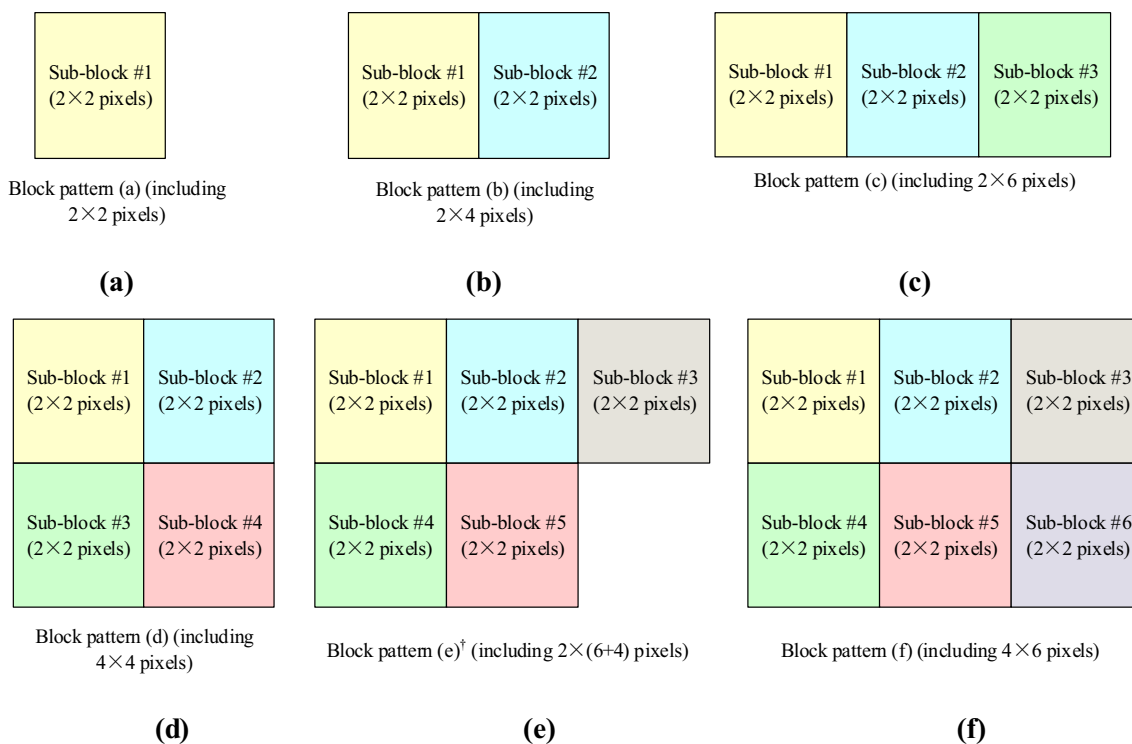 Sub-block #1
(2×2 pixels)
Block pattern (a) (including
2×2 pixels)
(a)
Sub-block #1
(2×2 pixels)
Sub-block #2
(2×2 pixels)
Block pattern (b) (including
2×4 pixels)
(b)
Sub-block #1
(2×2 pixels)
Sub-block #2
(2×2 pixels)
Sub-block #3
(2×2 pixels)
Block pattern (c) (including 2×6 pixels)
(c)
Sub-block #1
(2×2 pixels)
Sub-block #2
(2×2 pixels)
Sub-block #3
(2×2 pixels)
Sub-block #4
(2×2 pixels)
Block pattern (d) (including
4×4 pixels)
(d)
Sub-block #1
(2×2 pixels)
Sub-block #2
(2×2 pixels)
Sub-block #3
(2×2 pixels)
Sub-block #4
(2×2 pixels)
Sub-block #5
(2×2 pixels)
Block pattern (e)† (including 2×(6+4) pixels)
(e)
Sub-block #1
(2×2 pixels)
Sub-block #2
(2×2 pixels)
Sub-block #3
(2×2 pixels)
Sub-block #4
(2×2 pixels)
Sub-block #5
(2×2 pixels)
Sub-block #6
(2×2 pixels)
Block pattern (f) (including 4×6 pixels)
(f)